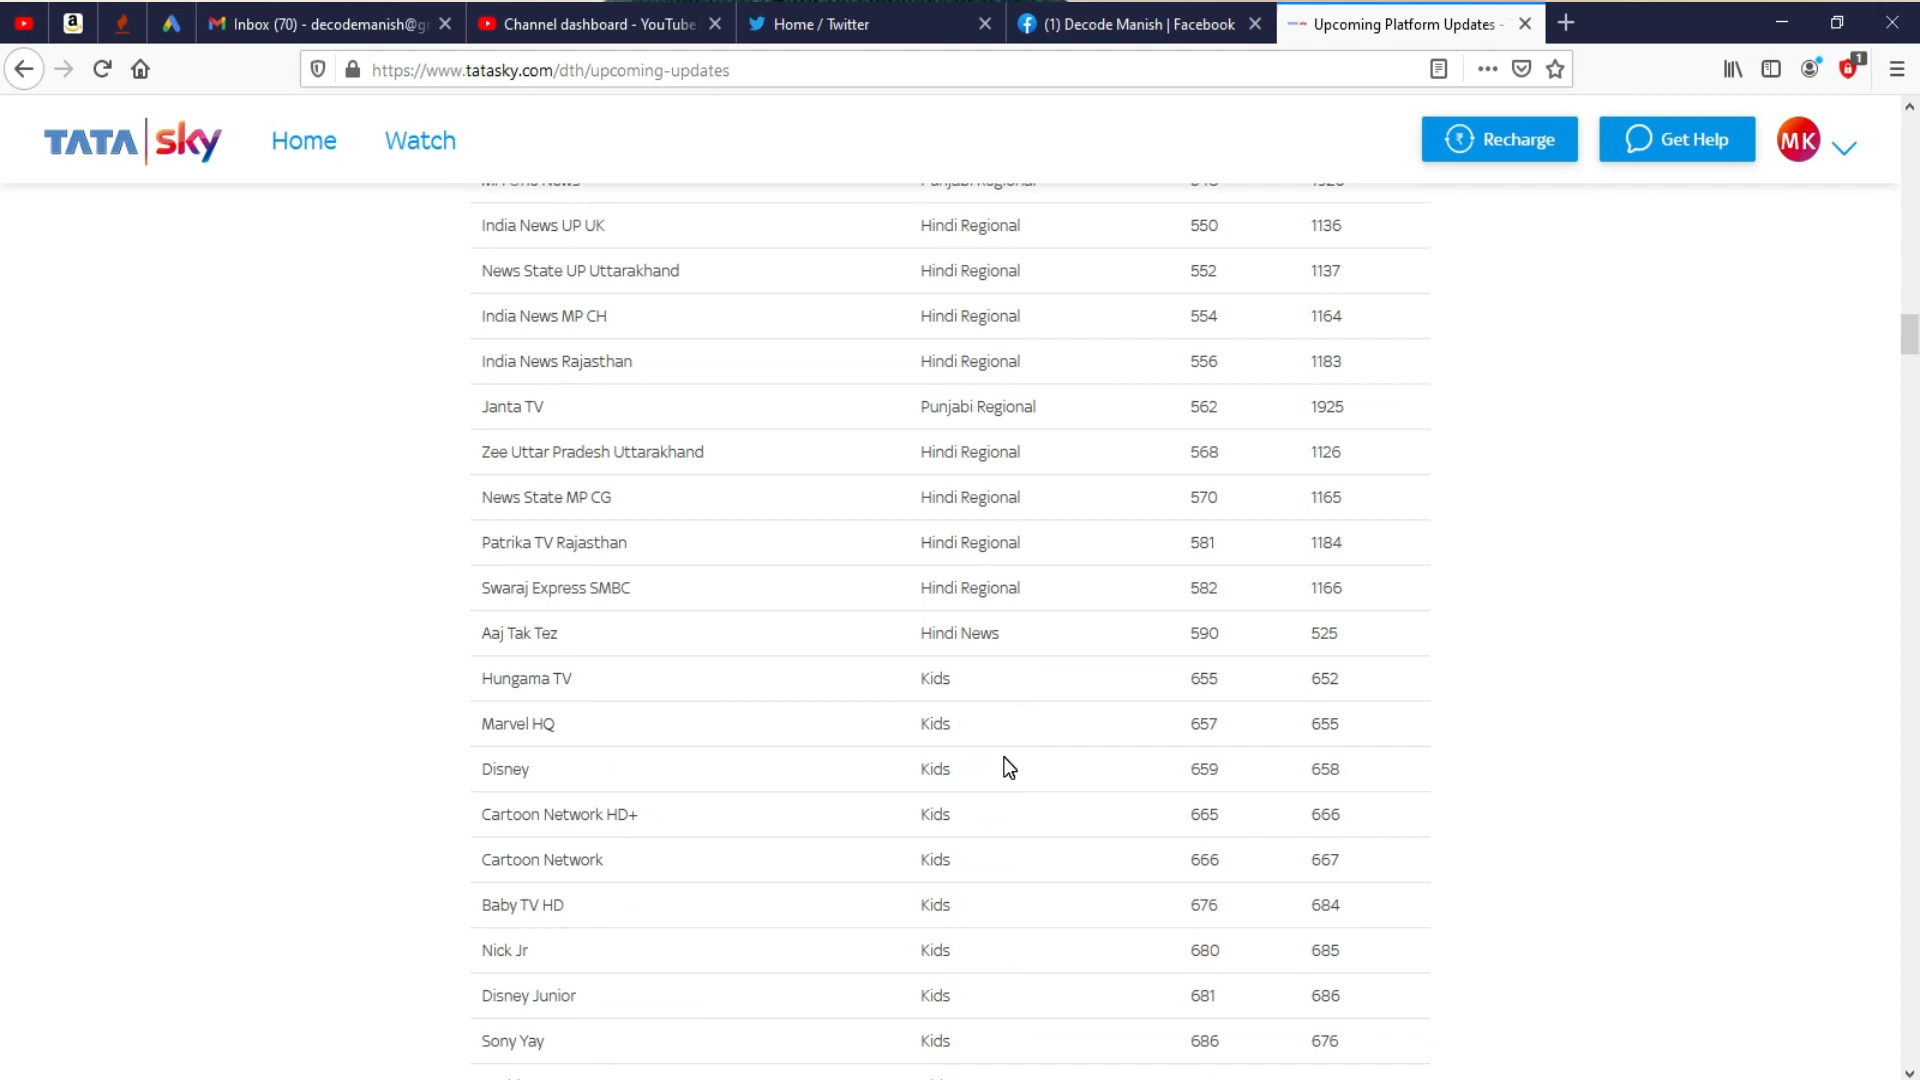 Inbox (70) - decodemanish@g
Channel dashboard - YouTube
Home / Twitter
(1) Decode Manish | Facebook
Upcoming Platform Updates -
https://www.tatasky.com/dth/upcoming-updates
1
TATA sky
Home
Watch
Recharge
Get Help
MK
India News UP UK Hindi Regional 550 1136
News State UP Uttarakhand Hindi Regional 552 1137
India News MP CH Hindi Regional 554 1164
India News Rajasthan Hindi Regional 556 1183
Janta TV Punjabi Regional 562 1925
Zee Uttar Pradesh Uttarakhand Hindi Regional 568 1126
News State MP CG Hindi Regional 570 1165
Patrika TV Rajasthan Hindi Regional 581 1184
Swaraj Express SMBC Hindi Regional 582 1166
Aaj Tak Tez Hindi News 590 525
Hungama TV Kids 655 652
Marvel HQ Kids 657 655
Disney Kids 659 658
Cartoon Network HD+ Kids 665 666
Cartoon Network Kids 666 667
Baby TV HD Kids 676 684
Nick Jr Kids 680 685
Disney Junior Kids 681 686
Sony Yay Kids 686 676